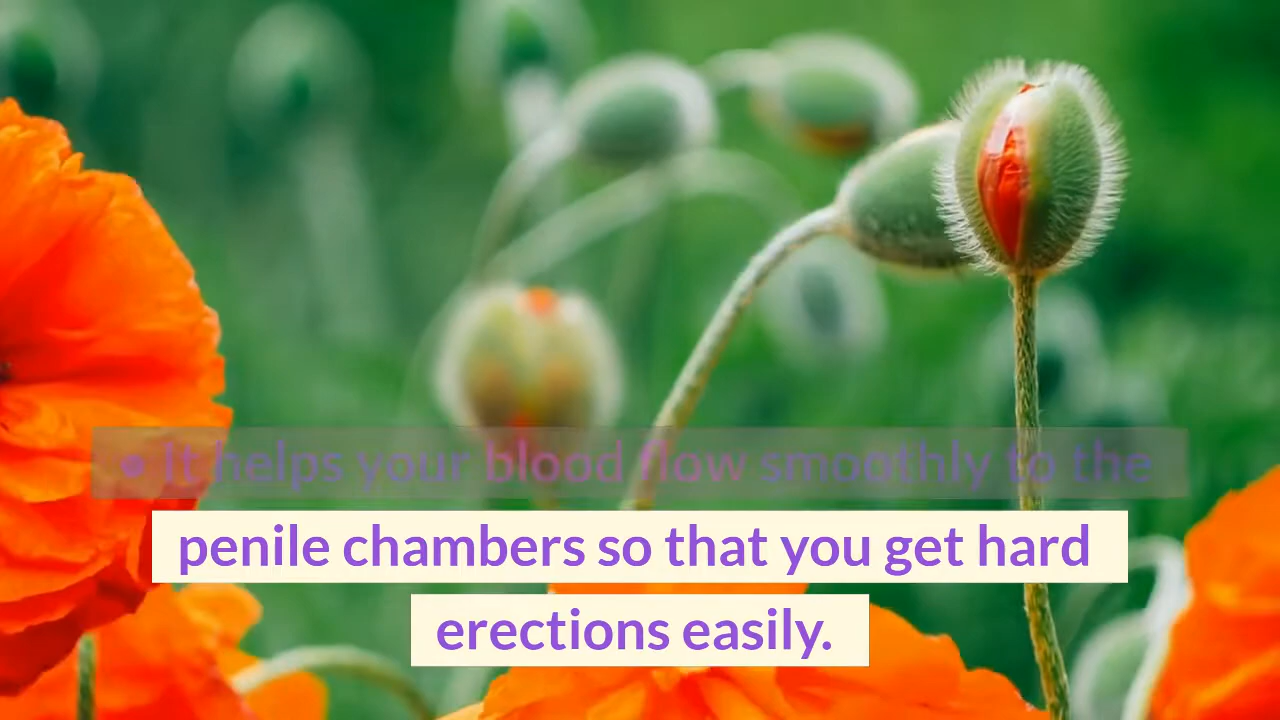 • It helps your blood flow smoothly to the
penile chambers so that you get hard
erections easily.